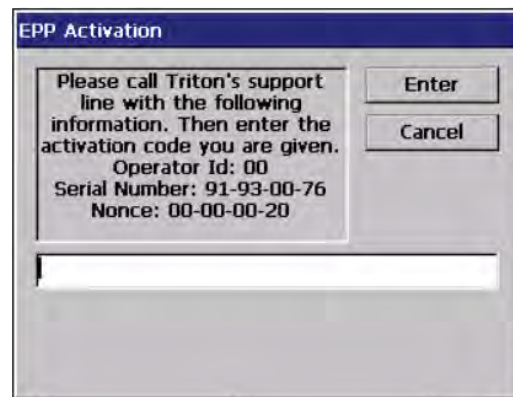 EPP Activation
Please call Triton's support
line with the following
information. Then enter the
activation code you are given.
Operator Id: 00
Serial Number: 91-93-00-76
Nonce: 00-00-00-20
Enter
Cancel